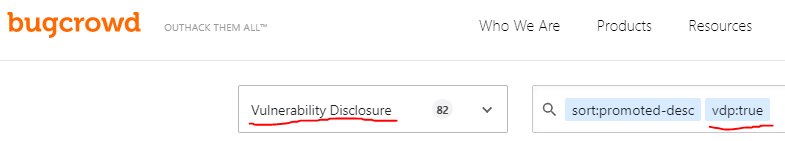 bugcrowd OUTHACK THEM ALL™ Who We Are Products Resources
Vulnerability Disclosure 82 sort:promoted-desc vdp:true